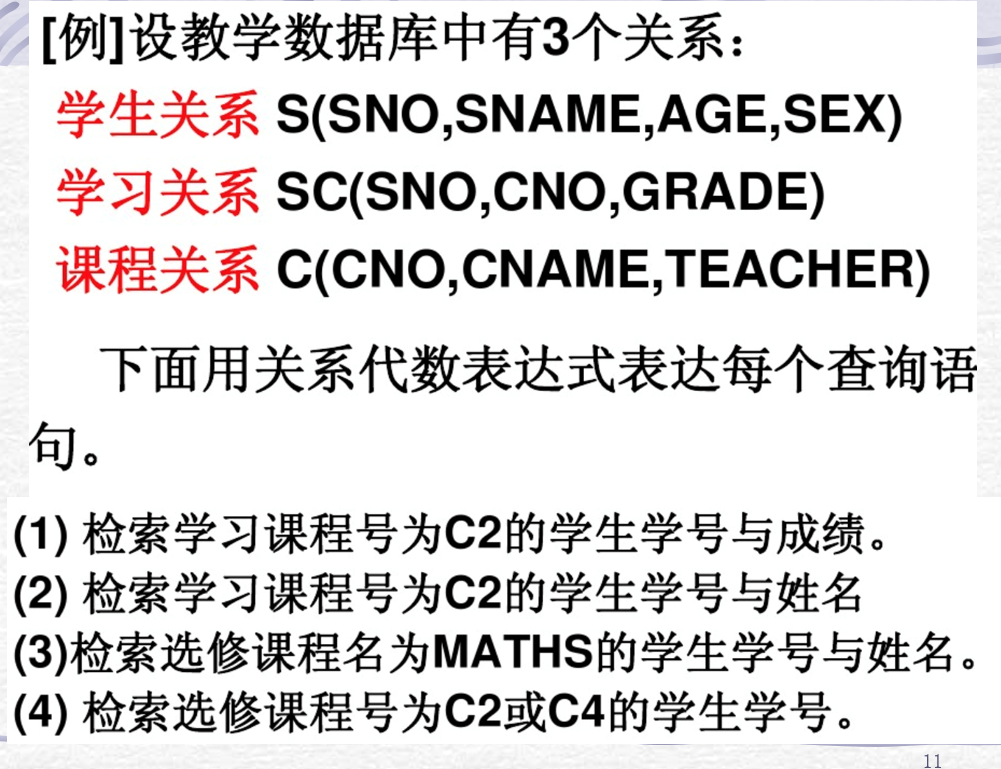 [例]设教学数据库中有3个关系：
学生关系 S(SNO,SNAME,AGE,SEX)
学习关系 SC(SNO,CNO,GRADE)
课程关系 C(CNO,CNAME,TEACHER)
下面用关系代数表达式表达每个查询语
句。
(1) 检索学习课程号为C2的学生学号与成绩。
(2) 检索学习课程号为C2的学生学号与姓名
(3)检索选修课程名为MATHS的学生学号与姓名。
(4) 检索选修课程号为C2或C4的学生学号。
11